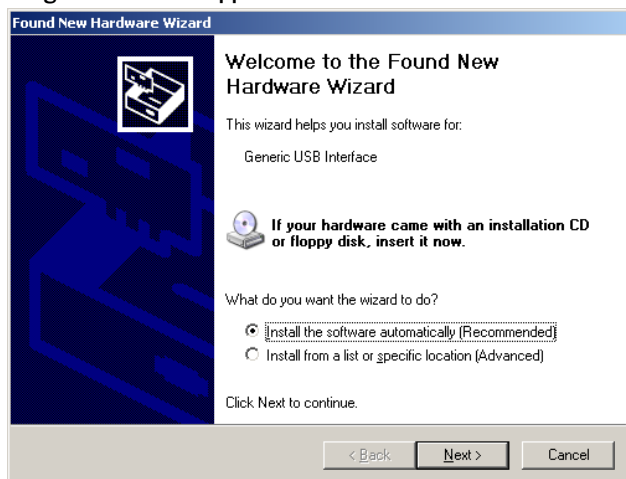 Found New Hardware Wizard
Welcome to the Found New
Hardware Wizard
This wizard helps you install software for:
Generic USB Interface
If your hardware came with an installation CD
or floppy disk, insert it now.
What do you want the wizard to do?
Install the software automatically (Recommended)
Install from a list or specific location (Advanced)
Click Next to continue.
< Back Next > Cancel